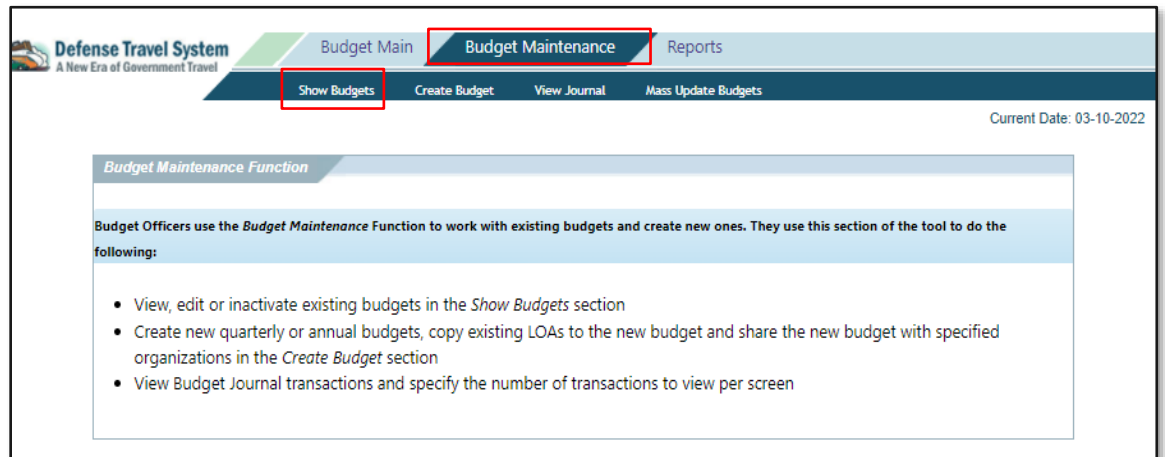 Defense Travel System
A New Era of Government Travel
Budget Main
Budget Maintenance
Reports
Show Budgets
Create Budget
View Journal
Mass Update Budgets
Current Date: 03-10-2022
Budget Maintenance Function
Budget Officers use the Budget Maintenance Function to work with existing budgets and create new ones. They use this section of the tool to do the
following:
• View, edit or inactivate existing budgets in the Show Budgets section
• Create new quarterly or annual budgets, copy existing LOAs to the new budget and share the new budget with specified
organizations in the Create Budget section
• View Budget Journal transactions and specify the number of transactions to view per screen